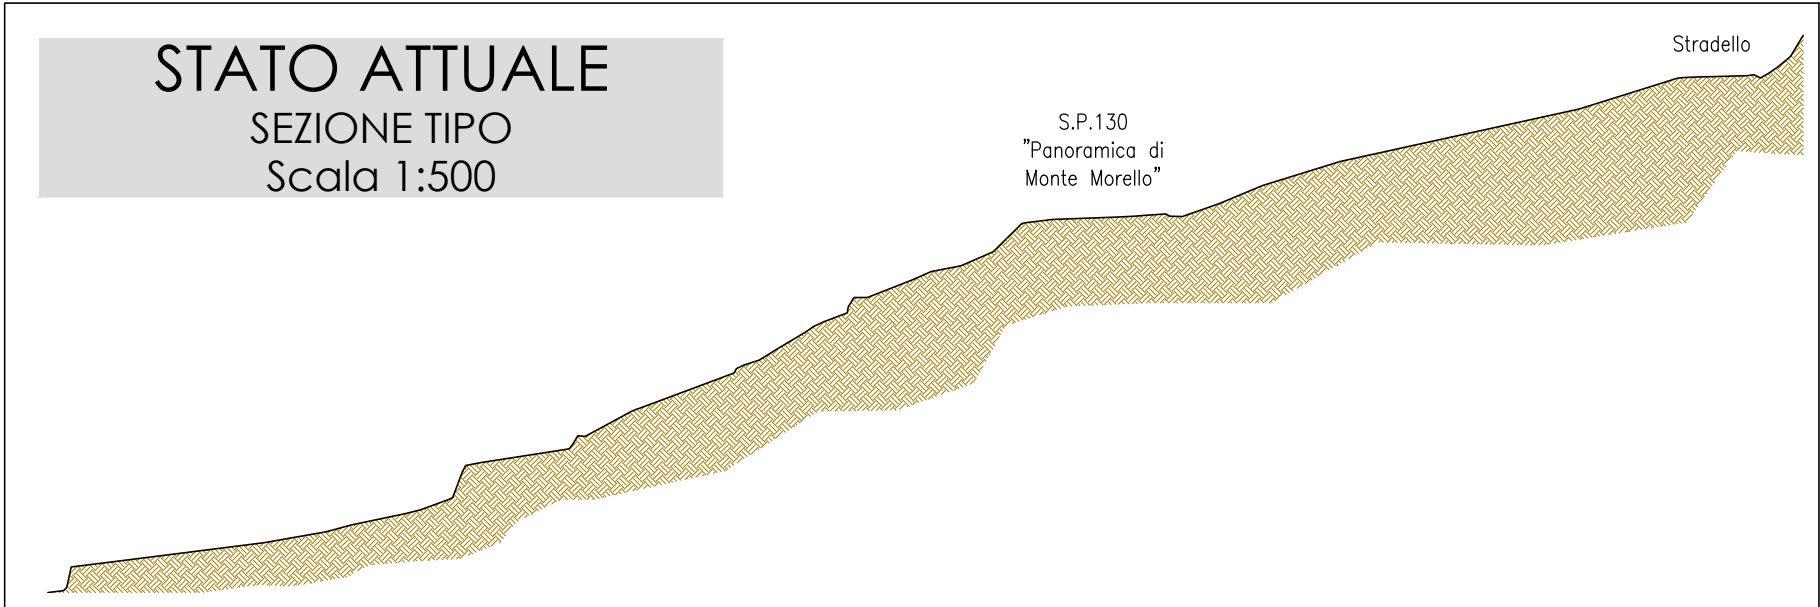 STATO ATTUALE
SEZIONE TIPO
Scala 1:500
Stradello
S.P.130
"Panoramica di
Monte Morello"